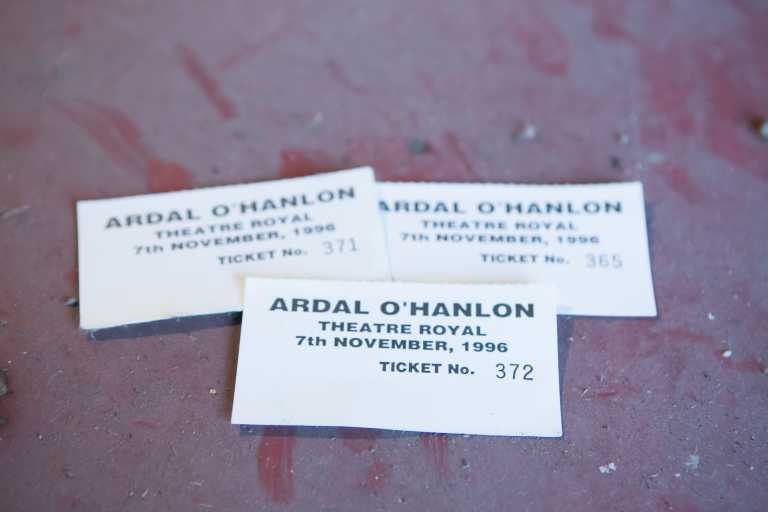 ARDAL O'HANLON
THEATRE ROYAL
7th NOVEMBER, 1996
TICKET No. 371
ARDAL O'HANLON
THEATRE ROYAL
7th NOVEMBER, 1996
TICKET No. 365
ARDAL O'HANLON
THEATRE ROYAL
7th NOVEMBER, 1996
TICKET No. 372